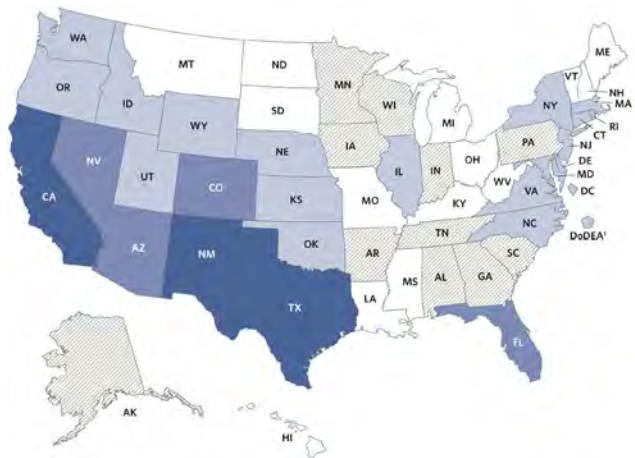 WA
MT
ND
MN
ME
VT
NH
MA
RI
CT
NJ
DE
MD
DC
DoDEA¹
OR
ID
SD
WI
MI
NY
WY
IA
PA
NE
NV
UT
CO
IL
IN
OH
WV
VA
CA
KS
MO
KY
NC
AZ
NM
OK
AR
TN
SC
TX
LA
MS
AL
GA
FL
AK
HI